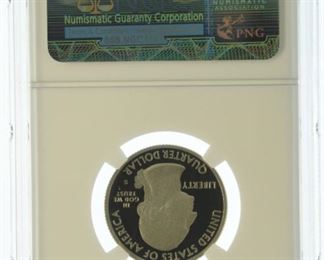 Numismatic Guaranty Corporation
NUMISMATIC
ASSOCIATION
PNG
UNITED STATES OF AMERICA
LIBERTY
IN
GOD WE
TRUST
S
QUARTER DOLLAR